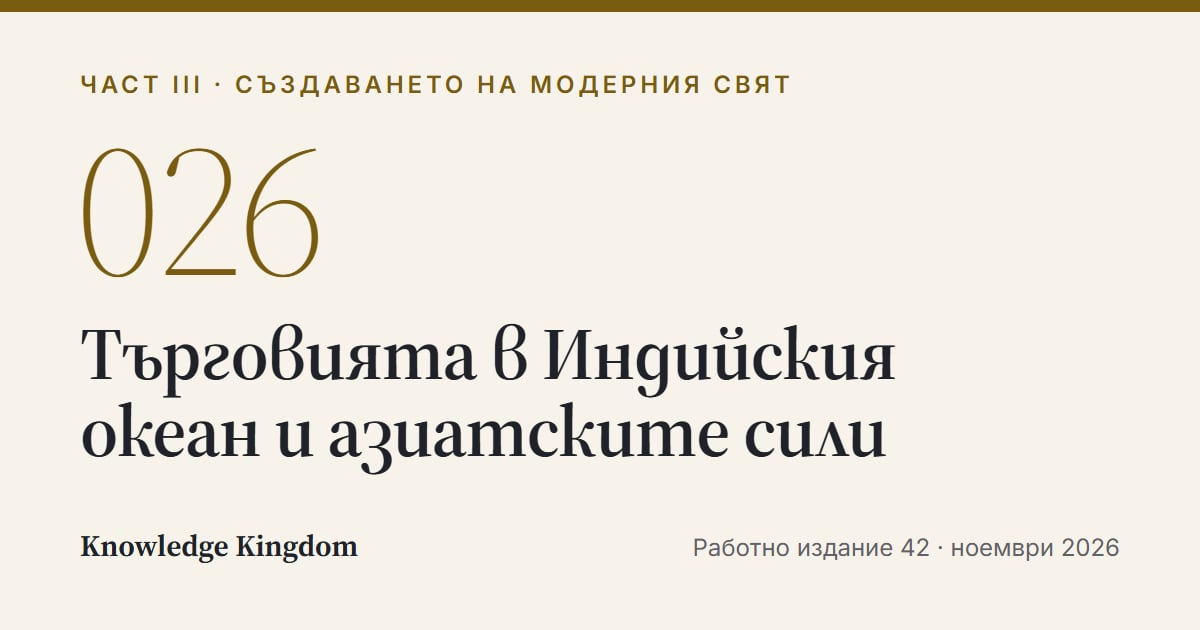 ЧАСТ III · СЪЗДАВАНЕТО НА МОДЕРНИЯ СВЯТ
026
Търговията в Индийския
океан и азиатските сили
Knowledge Kingdom
Работно издание 42 · ноември 2026